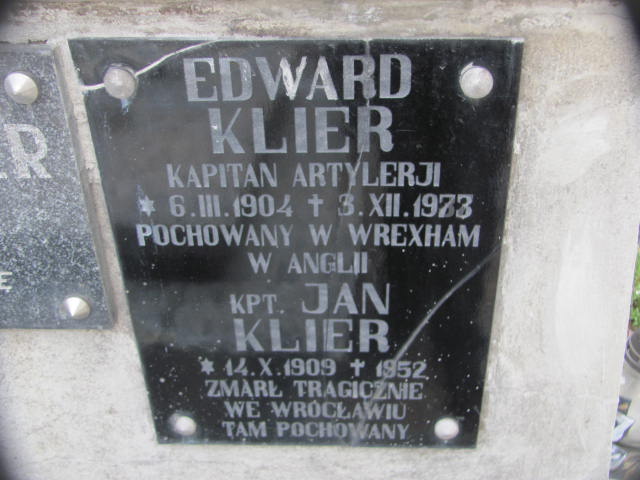 EDWARD
KLIER
KAPITAN ARTYLERJI
* 6.III.1904 † 3.XII.1973
POCHOWANY W WREXHAM
W ANGLII
KPT. JAN
KLIER
* 14.X.1909 † 1952
ZMARŁ TRAGICZNIE
WE WROCŁAWIU
TAM POCHOWANY